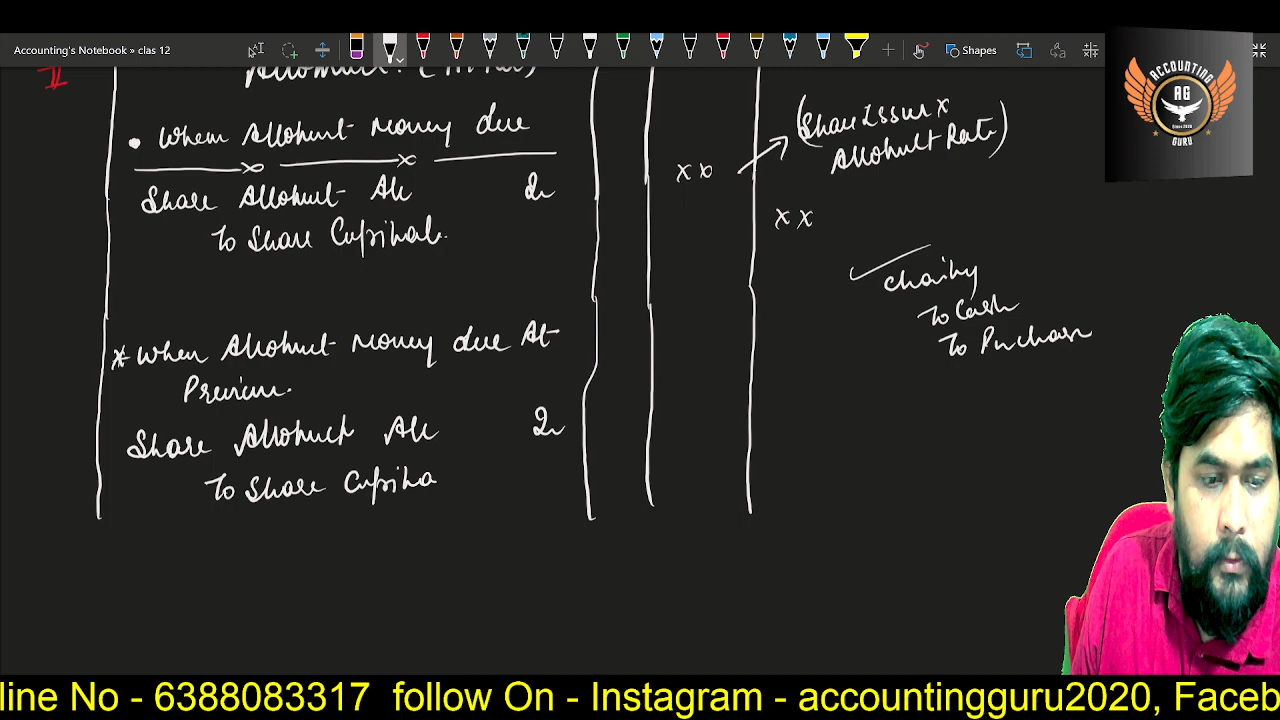 Accounting's Notebook » clas 12
Shapes
ACCOUNTING
AG
GURU
II
• When Allotment Money due
Share Allotment A/c Dr
To Share Capital.
xx
(Share Issue x
Allotment Rate)
xx
Charity
To Cash
To Purchase
* When Allotment Money due At
Premium.
Share Allotment A/c Dr
To Share Capita
line No - 6388083317 follow On - Instagram - accountingguru2020, Faceb